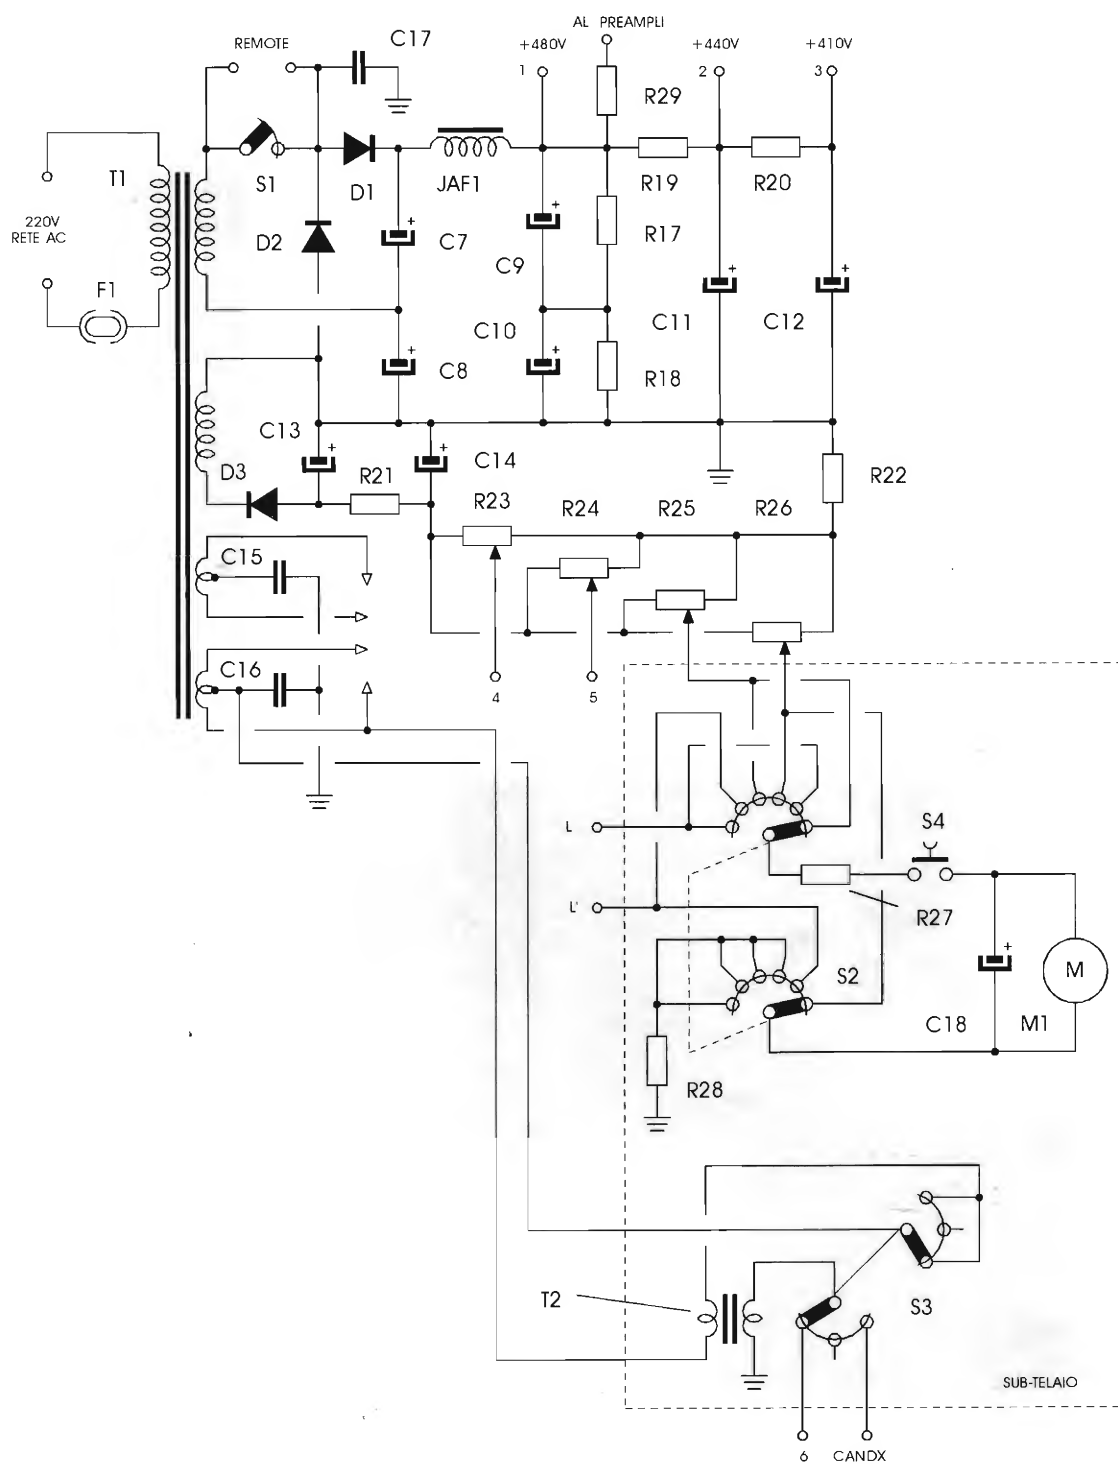 AL PREAMPLI
REMOTE
C17
+480V
+440V
+410V
1
2
3
R29
T1
S1
D1
JAF1
R19
R20
220V
RETE AC
D2
C7
R17
C9
F1
C10
C11
C12
C8
R18
C13
C14
D3
R21
R22
R23
R24
R25
R26
C15
C16
4
5
L
S4
L'
R27
S2
M
C18
M1
R28
T2
S3
SUB-TELAIO
6
CANDX